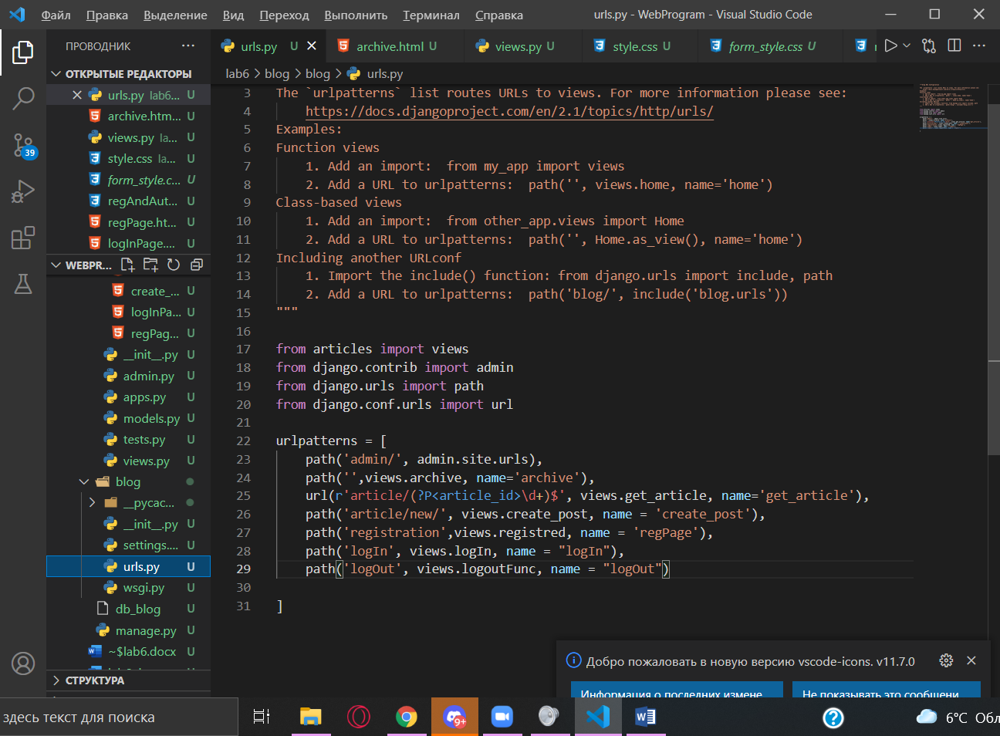 Файл Правка Выделение Вид Переход Выполнить Терминал Справка urls.py - WebProgram - Visual Studio Code
ПРОВОДНИК
urls.py U
archive.html U
views.py U
style.css U
form_style.css U
ОТКРЫТЫЕ РЕДАКТОРЫ
urls.py lab6... U
archive.htm... U
views.py la... U
style.css la... U
form_style.c... U
regAndAut... U
regPage.ht... U
logInPage.... U
39
WEBPR...
create_... U
logInPa... U
regPag... U
__init__.py U
admin.py U
apps.py U
models.py U
tests.py U
views.py U
blog
__pycac...
__init__.py U
settings.... U
urls.py U
wsgi.py U
db_blog U
manage.py U
~$lab6.docx U
СТРУКТУРА
lab6 > blog > blog > urls.py
3 The `urlpatterns` list routes URLs to views. For more information please see:
4 https://docs.djangoproject.com/en/2.1/topics/http/urls/
5 Examples:
6 Function views
7 1. Add an import:  from my_app import views
8 2. Add a URL to urlpatterns:  path('', views.home, name='home')
9 Class-based views
10 1. Add an import:  from other_app.views import Home
11 2. Add a URL to urlpatterns:  path('', Home.as_view(), name='home')
12 Including another URLconf
13 1. Import the include() function: from django.urls import include, path
14 2. Add a URL to urlpatterns:  path('blog/', include('blog.urls'))
15 """
16
17 from articles import views
18 from django.contrib import admin
19 from django.urls import path
20 from django.conf.urls import url
21
22 urlpatterns = [
23 path('admin/', admin.site.urls),
24 path('',views.archive, name='archive'),
25 url(r'article/(?P<article_id>\d+)$', views.get_article, name='get_article'),
26 path('article/new/', views.create_post, name = 'create_post'),
27 path('registration',views.registred, name = 'regPage'),
28 path('logIn', views.logIn, name = "logIn"),
29 path('logOut', views.logoutFunc, name = "logOut")
30
31 ]
Добро пожаловать в новую версию vscode-icons. v11.7.0
Информация о последних измене
Не показывать это сообщени
здесь текст для поиска
9+
6°C Обл